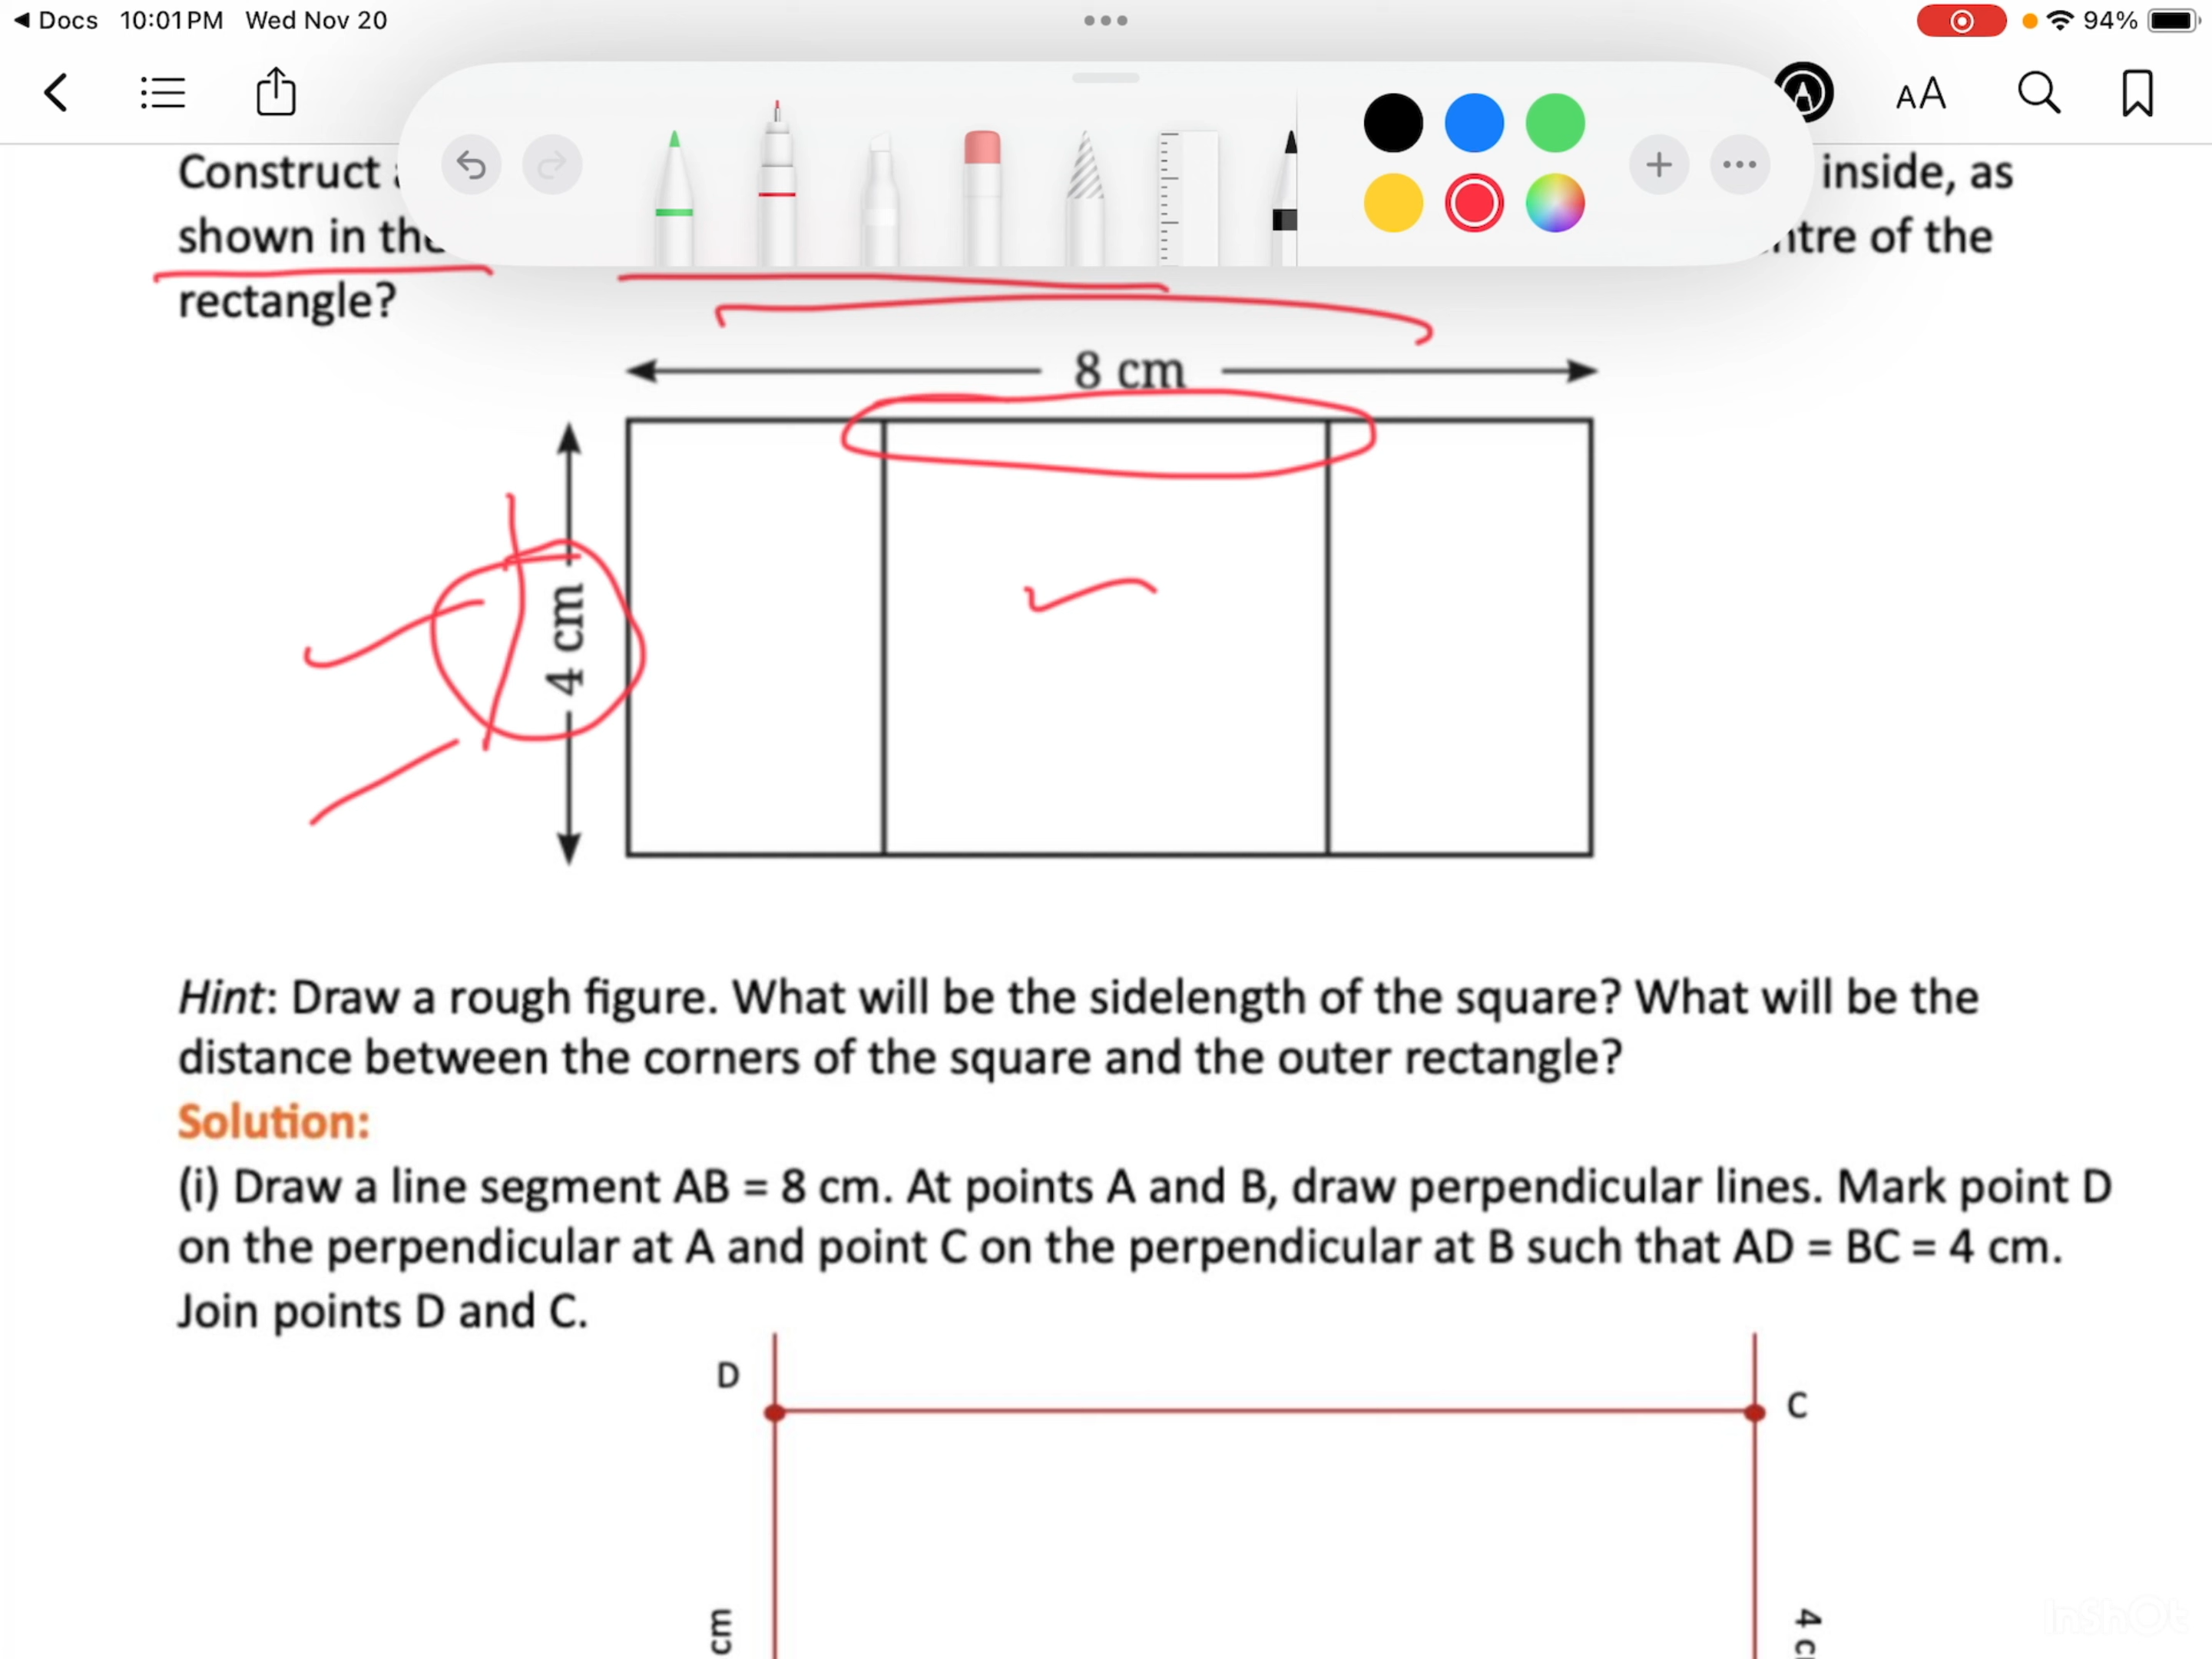 Docs 10:01 PM Wed Nov 20
94%
AA
Construct
inside, as
shown in the
ntre of the
rectangle?
8 cm
4 cm
Hint: Draw a rough figure. What will be the sidelength of the square? What will be the
distance between the corners of the square and the outer rectangle?
Solution:
(i) Draw a line segment AB = 8 cm. At points A and B, draw perpendicular lines. Mark point D
on the perpendicular at A and point C on the perpendicular at B such that AD = BC = 4 cm.
Join points D and C.
D
C
cm
4 c
InShOt